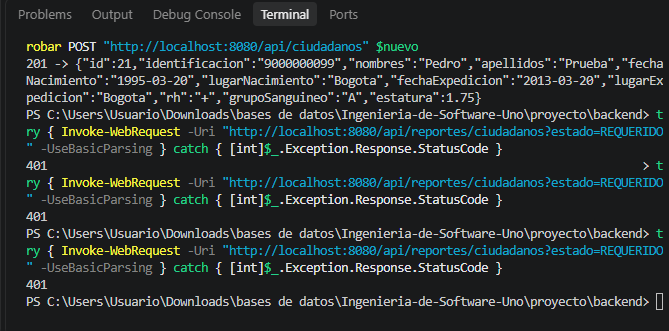 Problems Output Debug Console Terminal Ports
robar POST "http://localhost:8080/api/ciudadanos" $nuevo
201 -> {"id":21,"identificacion":"9000000099","nombres":"Pedro","apellidos":"Prueba","fecha
Nacimiento":"1995-03-20","lugarNacimiento":"Bogota","fechaExpedicion":"2013-03-20","lugarEx
pedicion":"Bogota","rh":"+","grupoSanguineo":"A","estatura":1.75}
PS C:\Users\Usuario\Downloads\bases de datos\Ingenieria-de-Software-Uno\proyecto\backend> t
ry { Invoke-WebRequest -Uri "http://localhost:8080/api/reportes/ciudadanos?estado=REQUERIDO
" -UseBasicParsing } catch { [int]$_.Exception.Response.StatusCode }
401
> t
ry { Invoke-WebRequest -Uri "http://localhost:8080/api/reportes/ciudadanos?estado=REQUERIDO
" -UseBasicParsing } catch { [int]$_.Exception.Response.StatusCode }
401
PS C:\Users\Usuario\Downloads\bases de datos\Ingenieria-de-Software-Uno\proyecto\backend> t
ry { Invoke-WebRequest -Uri "http://localhost:8080/api/reportes/ciudadanos?estado=REQUERIDO
" -UseBasicParsing } catch { [int]$_.Exception.Response.StatusCode }
401
PS C:\Users\Usuario\Downloads\bases de datos\Ingenieria-de-Software-Uno\proyecto\backend>